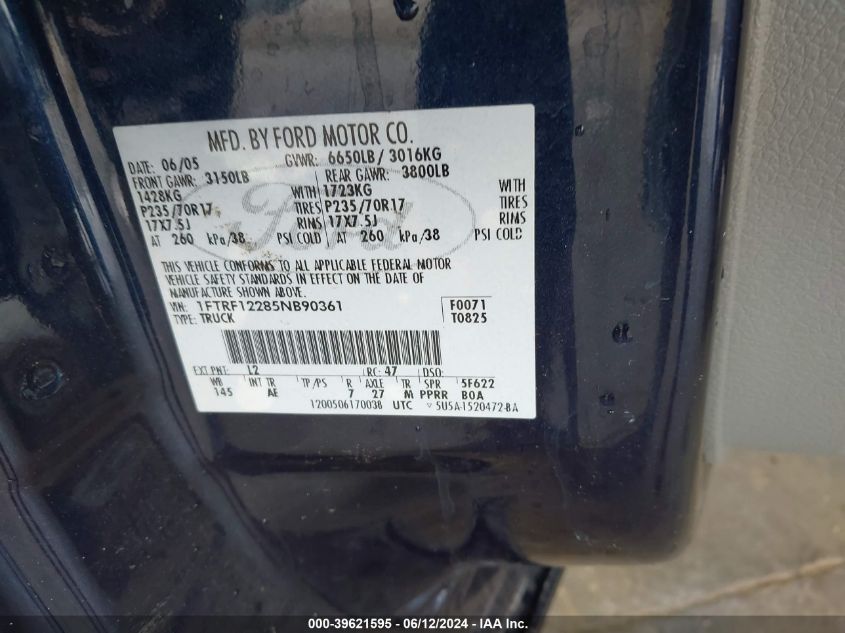 MFD. BY FORD MOTOR CO.
DATE: 06/05 GVWR: 6650LB / 3016KG
FRONT GAWR: 3150LB REAR GAWR: 3800LB
1428KG WITH 1723KG WITH
P235/70R17 TIRES P235/70R17 TIRES
17X7.5J RIMS 17X7.5J RIMS
AT 260 kPa/38 PSI COLD AT 260 kPa/38 PSI COLD
Ford
THIS VEHICLE CONFORMS TO ALL APPLICABLE FEDERAL MOTOR
VEHICLE SAFETY STANDARDS IN EFFECT ON THE DATE OF
MANUFACTURE SHOWN ABOVE.
VIN: 1FTRF12285NB90361 F0071
TYPE: TRUCK T0825
EXT PNT: L2 RC: 47 DSO:
WB INT TR TP/PS R AXLE TR SPR 5F622
145 AE 7 27 M PPRR B0A
1200506170038 UTC 5U5A-1520472-BA
000-39621595 - 06/12/2024 - IAA Inc.